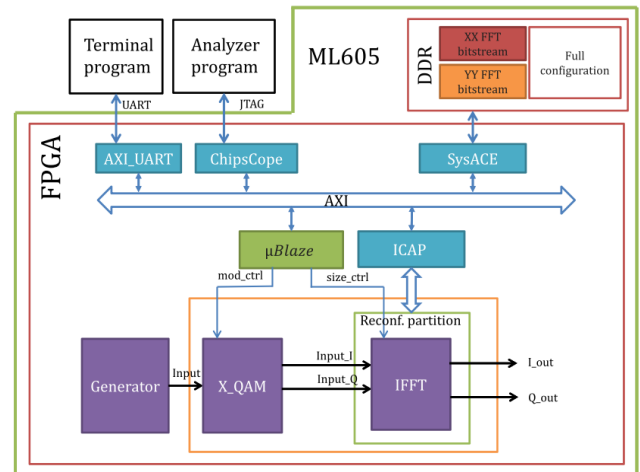 Terminal
program
Analyzer
program
ML605
DDR
XX FFT
bitstream
YY FFT
bitstream
Full
configuration
UART
JTAG
FPGA
AXI_UART
ChipsCope
SysACE
AXI
μBlaze
ICAP
mod_ctrl
size_ctrl
Reconf. partition
Generator
Input
X_QAM
Input_I
Input_Q
IFFT
I_out
Q_out